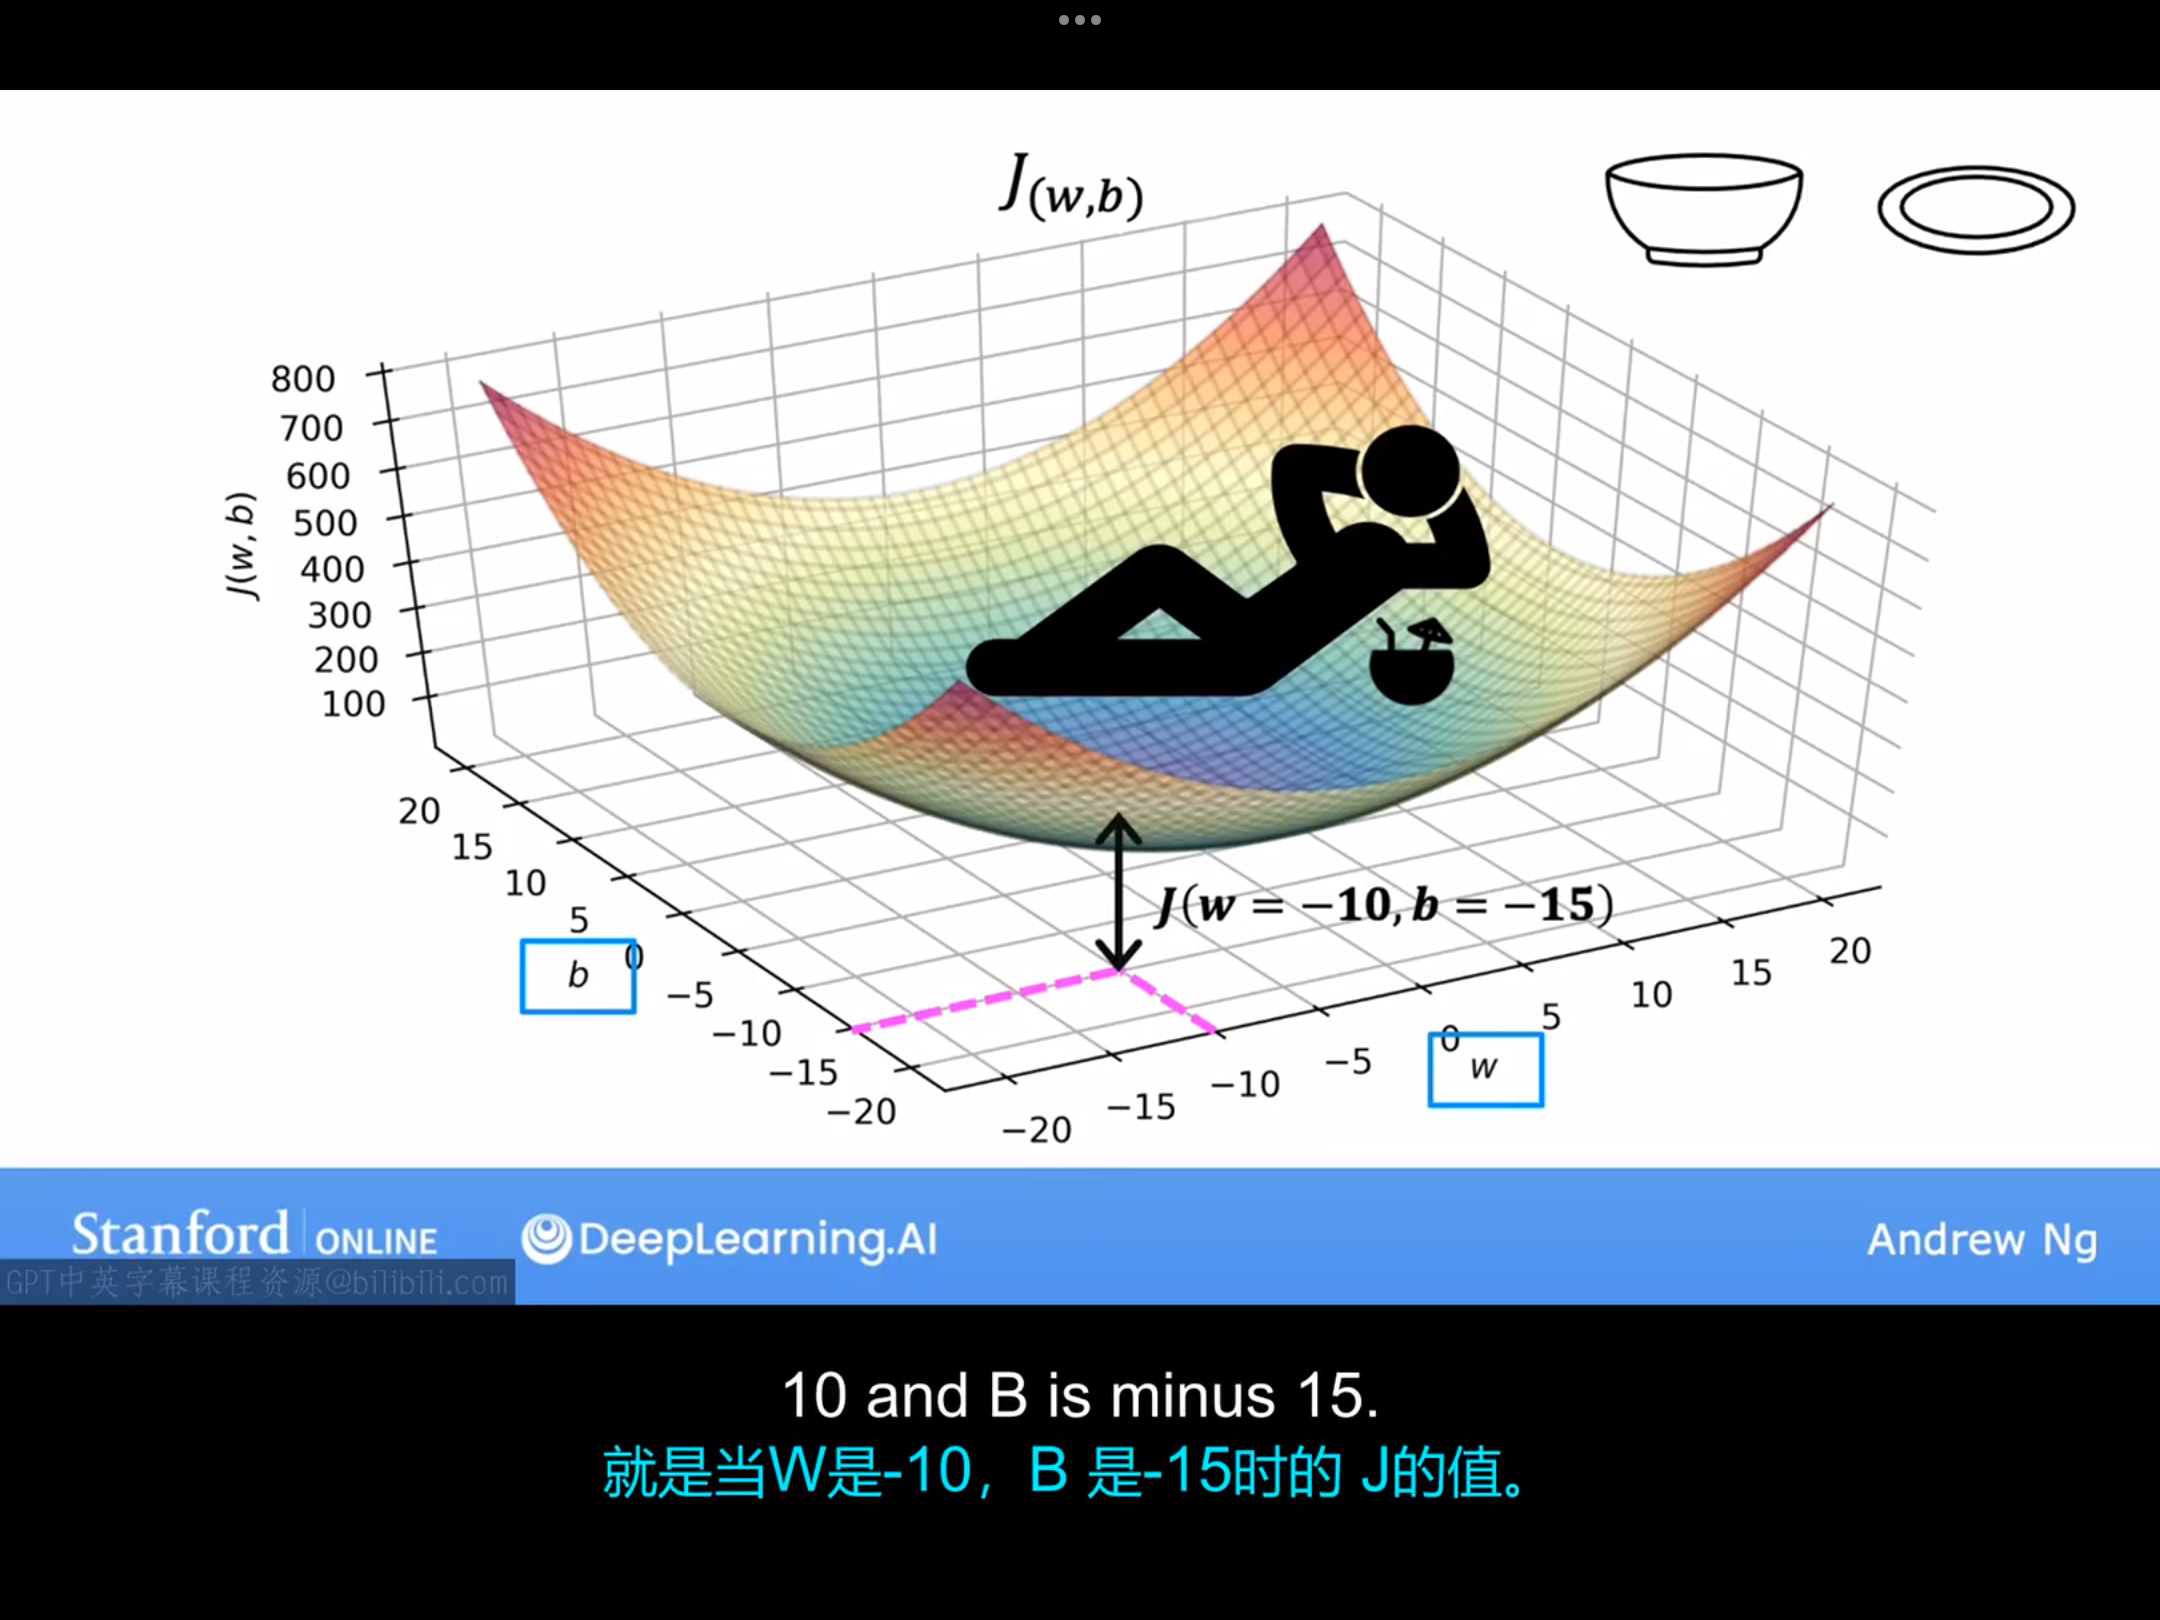 J(w,b)
800
700
600
500
400
300
200
100
J(w, b)
20
15
10
5
0
−5
−10
−15
−20
b
J(w = −10, b = −15)
−20
−15
−10
−5
0
5
10
15
20
w
Stanford ONLINE
DeepLearning.AI
Andrew Ng
GPT中英字幕课程资源@bilibili.com
10 and B is minus 15.
就是当W是-10，B 是-15时的 J的值。